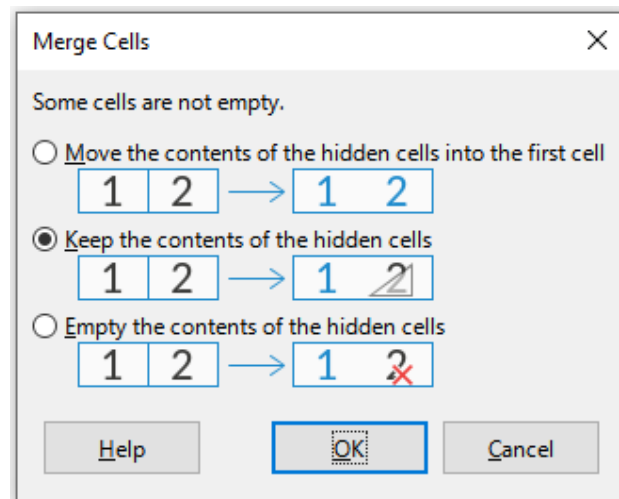 Merge Cells
Some cells are not empty.
Move the contents of the hidden cells into the first cell
1 2 1 2
Keep the contents of the hidden cells
1 2 1 2
Empty the contents of the hidden cells
1 2 1 2
Help OK Cancel